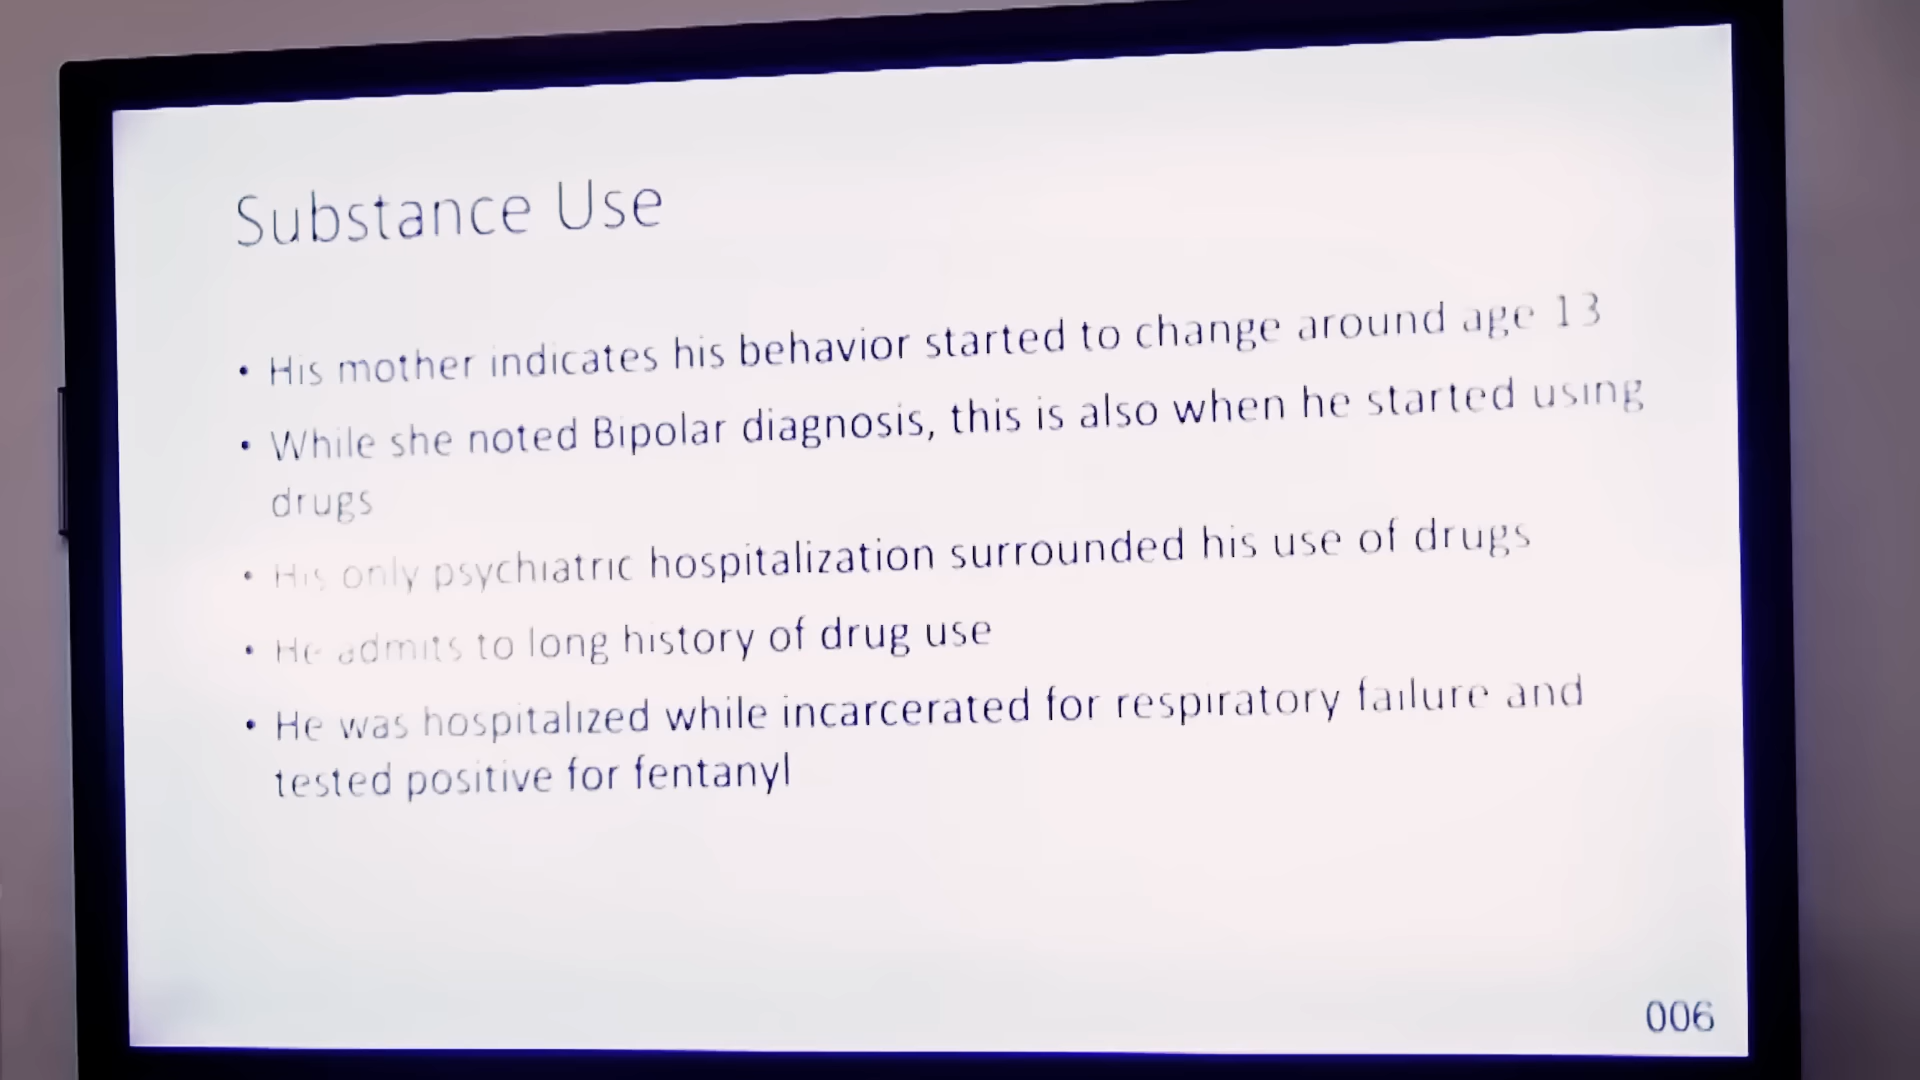 Substance Use
• His mother indicates his behavior started to change around age 13
• While she noted Bipolar diagnosis, this is also when he started using
drugs
• His only psychiatric hospitalization surrounded his use of drugs
• He admits to long history of drug use
• He was hospitalized while incarcerated for respiratory failure and
tested positive for fentanyl
006